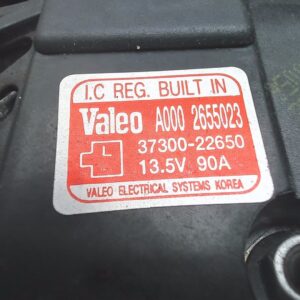 I.C REG. BUILT IN
Valeo A000 2655023
37300-22650
13.5V 90A
VALEO ELECTRICAL SYSTEMS KOREA